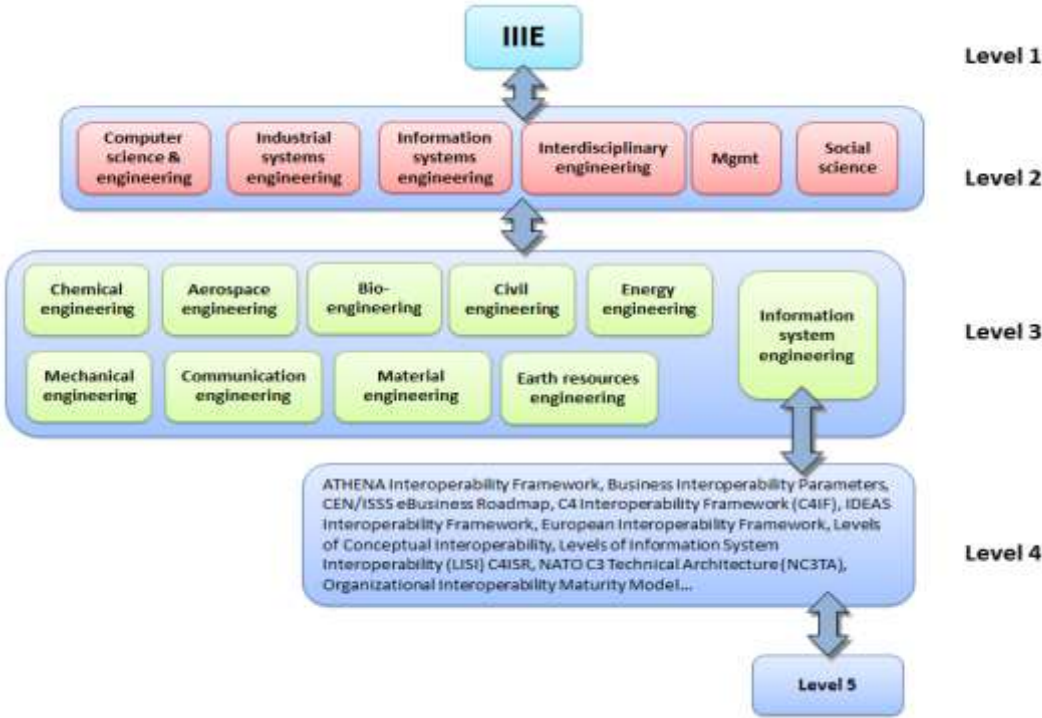 IIIE
Level 1
Computer
science &
engineering
Industrial
systems
engineering
Information
systems
engineering
Interdisciplinary
engineering
Mgmt
Social
science
Level 2
Chemical
engineering
Aerospace
engineering
Bio-
engineering
Civil
engineering
Energy
engineering
Information
system
engineering
Level 3
Mechanical
engineering
Communication
engineering
Material
engineering
Earth resources
engineering
ATHENA Interoperability Framework, Business Interoperability Parameters,
CEN/ISSS eBusiness Roadmap, C4 Interoperability Framework (C4IF), IDEAS
Interoperability Framework, European Interoperability Framework, Levels
of Conceptual Interoperability, Levels of Information System
Interoperability (LISI) C4ISR, NATO C3 Technical Architecture (NC3TA),
Organizational Interoperability Maturity Model...
Level 4
Level 5